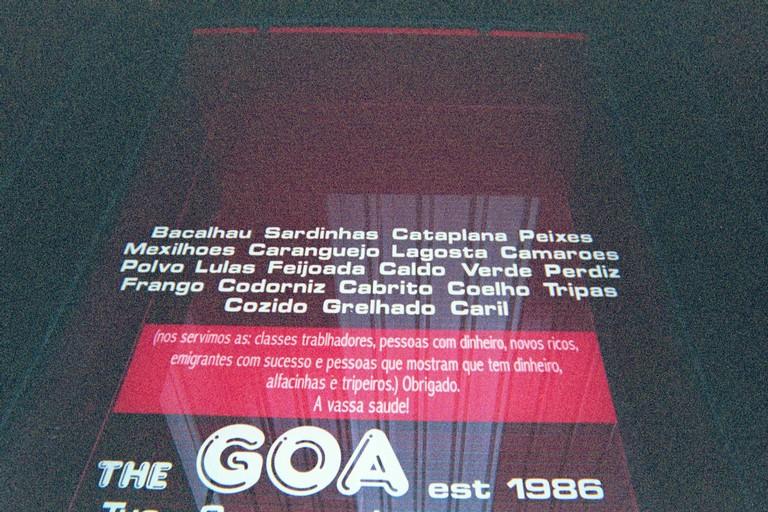 Bacalhau Sardinhas Cataplana Peixes
Mexilhoes Caranguejo Lagosta Camaroes
Polvo Lulas Feijoada Caldo Verde Perdiz
Frango Codorniz Cabrito Coelho Tripas
Cozido Grelhado Caril
(nos servimos as: classes trablhadores, pessoas com dinheiro, novos ricos,
emigrantes com sucesso e pessoas que mostram que tem dinheiro,
alfacinhas e tripeiros.) Obrigado.
A vassa saude!
THE GOA est 1986